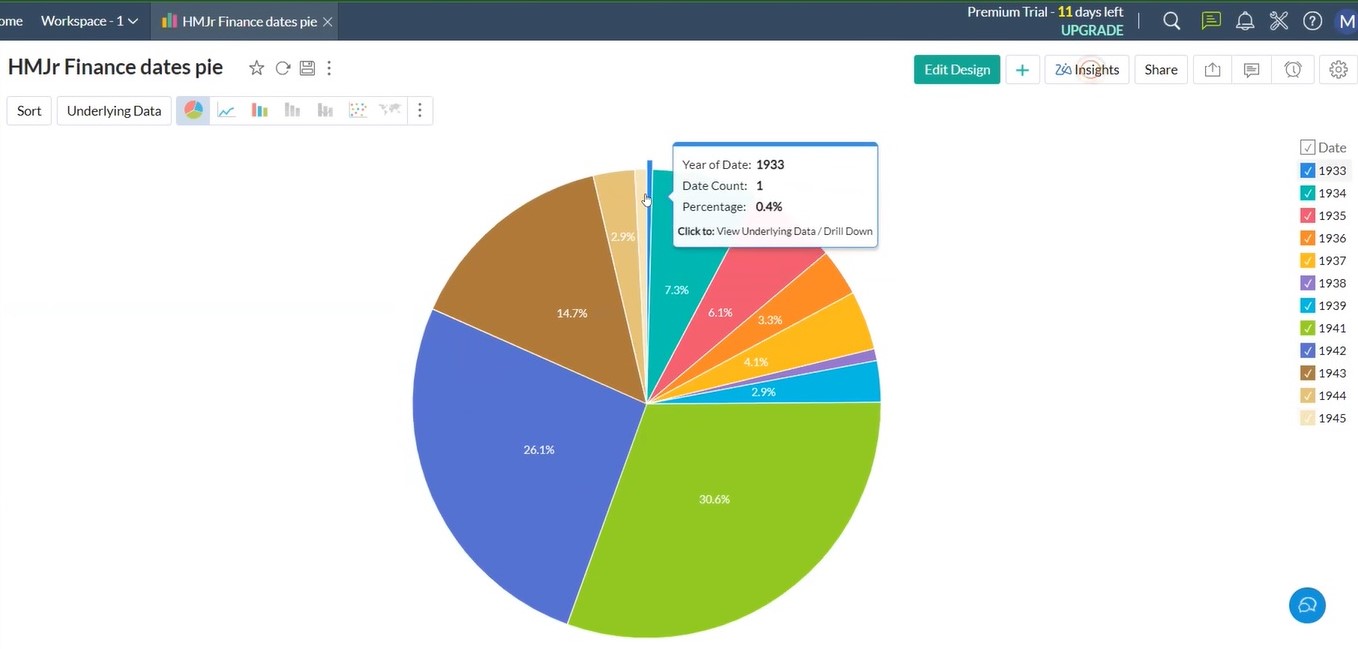 ome
Workspace - 1
HMJr Finance dates pie
Premium Trial - 11 days left
UPGRADE
M
HMJr Finance dates pie
Edit Design
+
Insights
Share
Sort
Underlying Data
Year of Date: 1933
Date Count: 1
Percentage: 0.4%
Click to: View Underlying Data / Drill Down
Date
1933
1934
1935
1936
1937
1938
1939
1941
1942
1943
1944
1945
2.9%
7.3%
14.7%
6.1%
3.3%
4.1%
2.9%
26.1%
30.6%